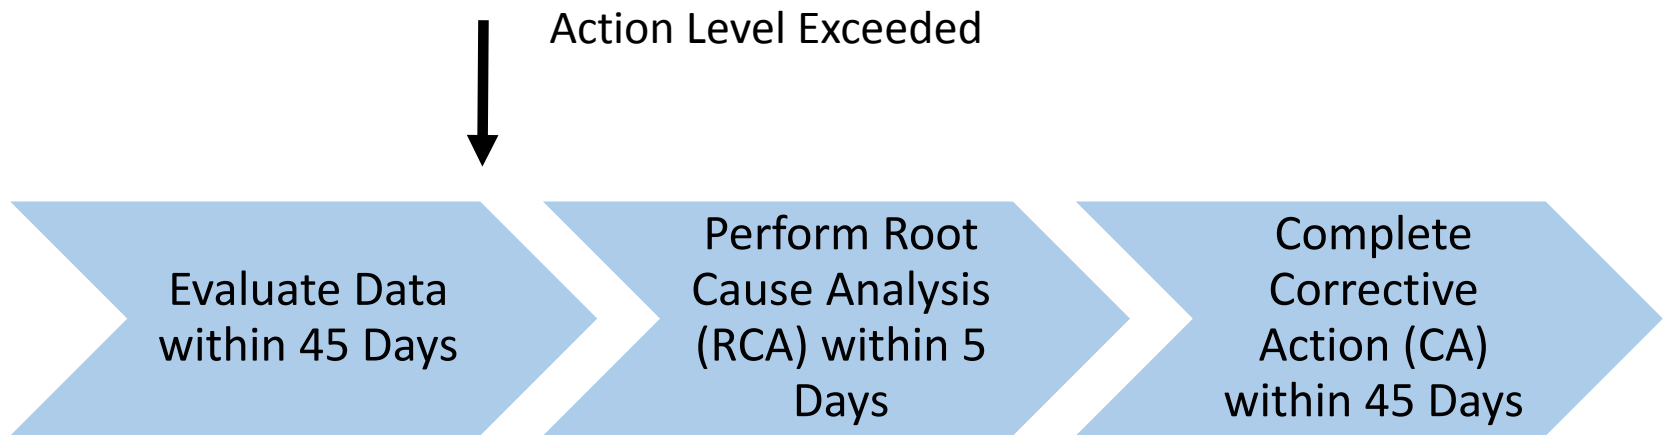 Action Level Exceeded
Evaluate Data
within 45 Days
Perform Root
Cause Analysis
(RCA) within 5
Days
Complete
Corrective
Action (CA)
within 45 Days